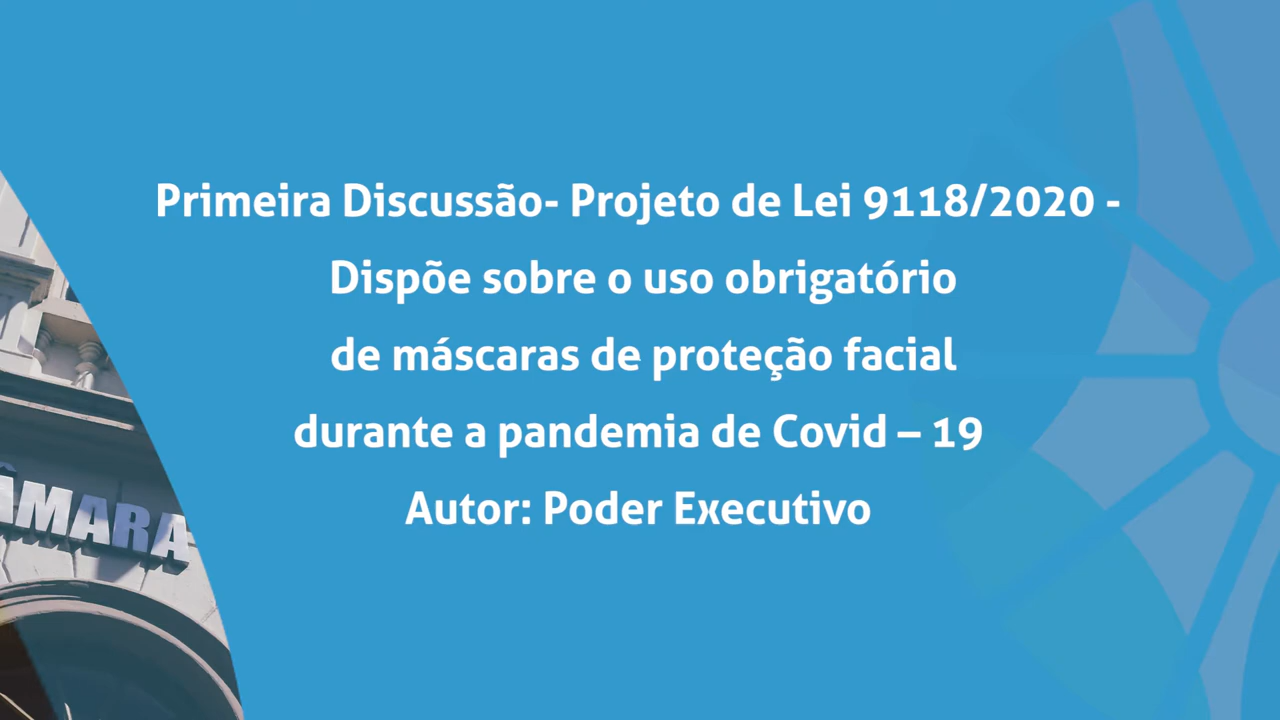 Primeira Discussão- Projeto de Lei 9118/2020 -
Dispõe sobre o uso obrigatório
de máscaras de proteção facial
durante a pandemia de Covid – 19
Autor: Poder Executivo
ÂMARA